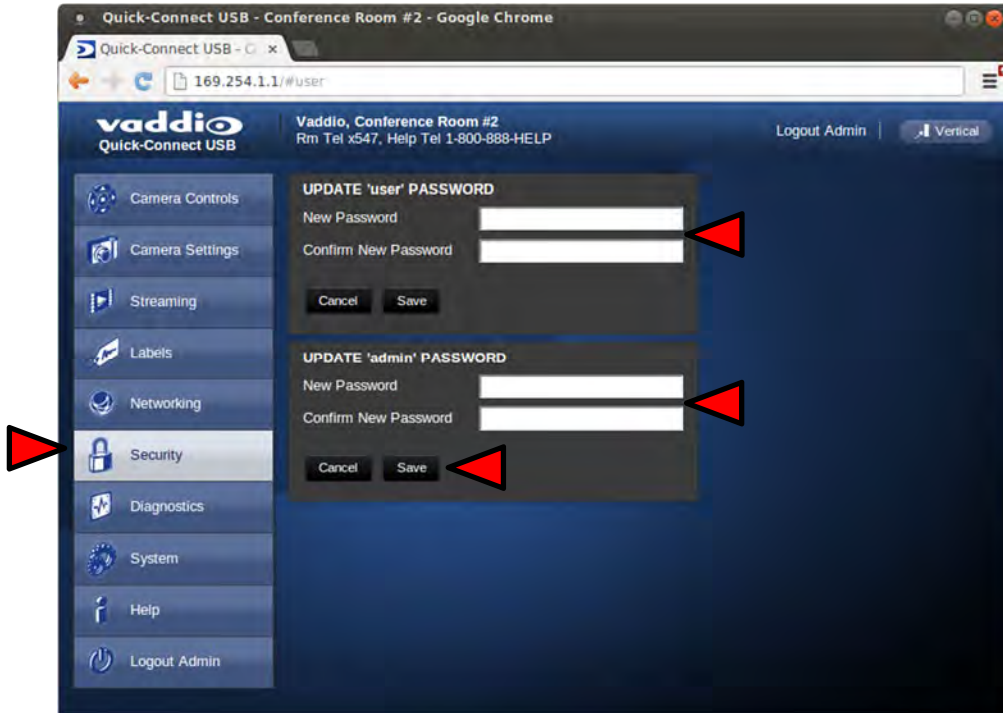 Quick-Connect USB - Conference Room #2 - Google Chrome
Quick-Connect USB - C
169.254.1.1/#user
vaddio
Quick-Connect USB
Vaddio, Conference Room #2
Rm Tel x547, Help Tel 1-800-888-HELP
Logout Admin
Vertical
Camera Controls
Camera Settings
Streaming
Labels
Networking
Security
Diagnostics
System
Help
Logout Admin
UPDATE 'user' PASSWORD
New Password
Confirm New Password
Cancel Save
UPDATE 'admin' PASSWORD
New Password
Confirm New Password
Cancel Save